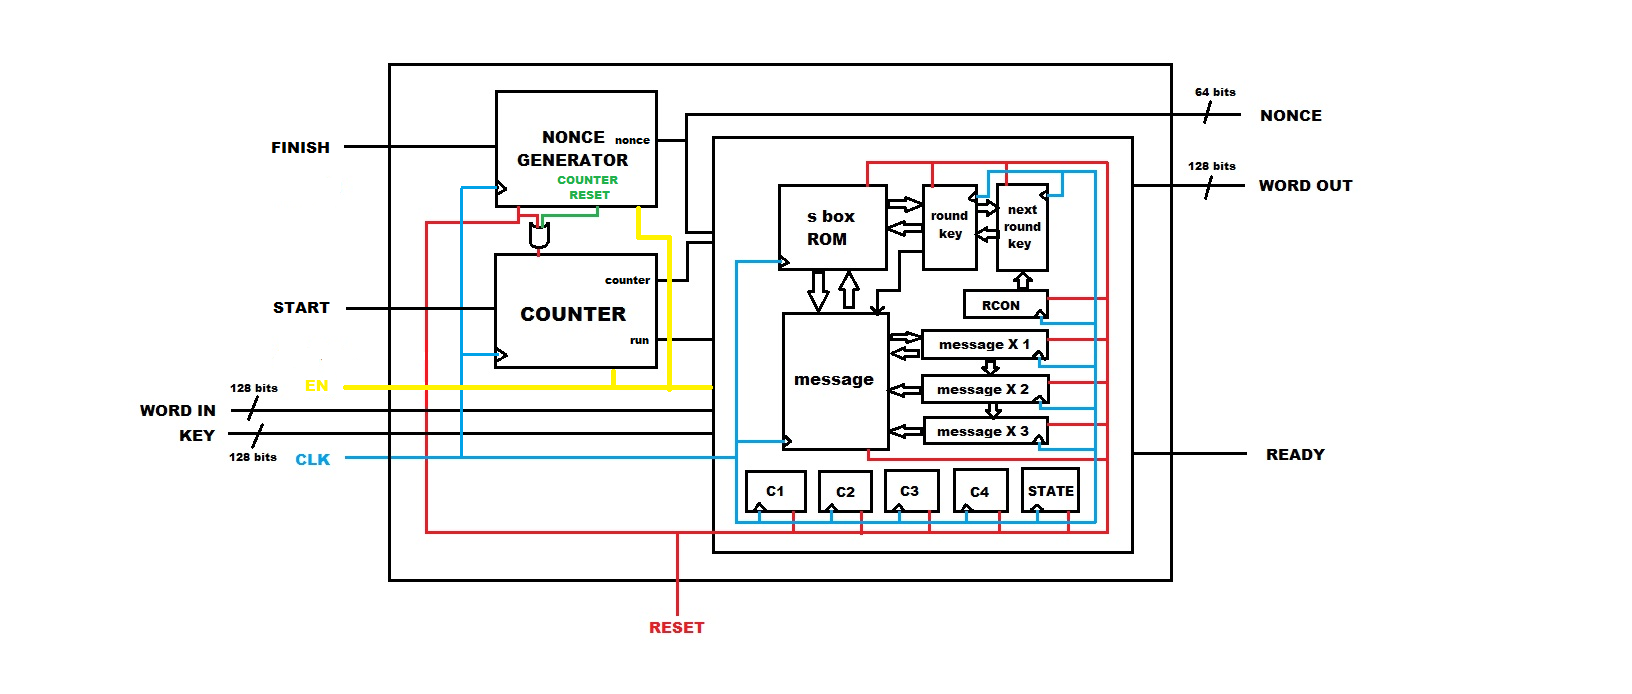 64 bits
NONCE
FINISH
NONCE
GENERATOR
nonce
COUNTER
RESET
128 bits
WORD OUT
s box
ROM
round
key
next
round
key
START
COUNTER
counter
run
RCON
message X 1
message
message X 2
message X 3
EN
128 bits
WORD IN
KEY
128 bits
CLK
READY
C1
C2
C3
C4
STATE
RESET